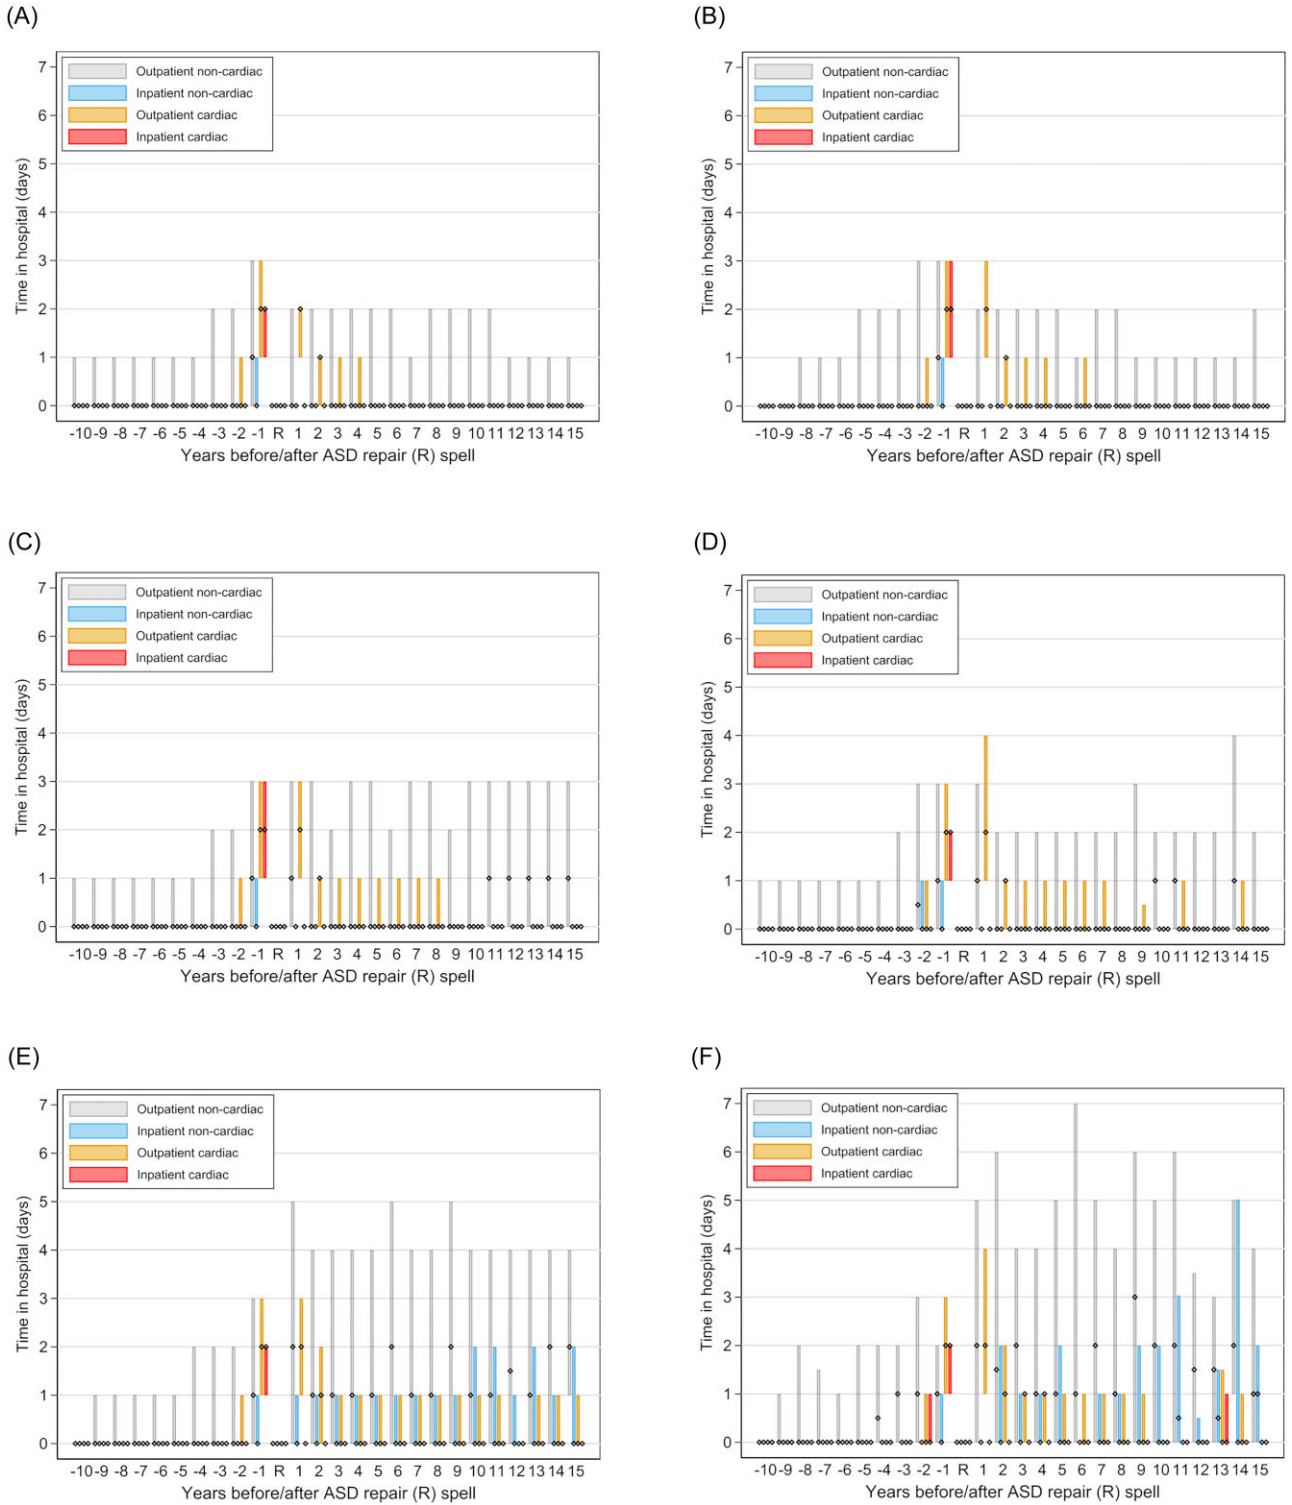 (A)
7
6
5
4
3
2
1
0
Time in hospital (days)
Outpatient non-cardiac
Inpatient non-cardiac
Outpatient cardiac
Inpatient cardiac
-10 -9 -8 -7 -6 -5 -4 -3 -2 -1 R 1 2 3 4 5 6 7 8 9 10 11 12 13 14 15
Years before/after ASD repair (R) spell
(B)
7
6
5
4
3
2
1
0
Time in hospital (days)
Outpatient non-cardiac
Inpatient non-cardiac
Outpatient cardiac
Inpatient cardiac
-10 -9 -8 -7 -6 -5 -4 -3 -2 -1 R 1 2 3 4 5 6 7 8 9 10 11 12 13 14 15
Years before/after ASD repair (R) spell
(C)
7
6
5
4
3
2
1
0
Time in hospital (days)
Outpatient non-cardiac
Inpatient non-cardiac
Outpatient cardiac
Inpatient cardiac
-10 -9 -8 -7 -6 -5 -4 -3 -2 -1 R 1 2 3 4 5 6 7 8 9 10 11 12 13 14 15
Years before/after ASD repair (R) spell
(D)
7
6
5
4
3
2
1
0
Time in hospital (days)
Outpatient non-cardiac
Inpatient non-cardiac
Outpatient cardiac
Inpatient cardiac
-10 -9 -8 -7 -6 -5 -4 -3 -2 -1 R 1 2 3 4 5 6 7 8 9 10 11 12 13 14 15
Years before/after ASD repair (R) spell
(E)
7
6
5
4
3
2
1
0
Time in hospital (days)
Outpatient non-cardiac
Inpatient non-cardiac
Outpatient cardiac
Inpatient cardiac
-10 -9 -8 -7 -6 -5 -4 -3 -2 -1 R 1 2 3 4 5 6 7 8 9 10 11 12 13 14 15
Years before/after ASD repair (R) spell
(F)
7
6
5
4
3
2
1
0
Time in hospital (days)
Outpatient non-cardiac
Inpatient non-cardiac
Outpatient cardiac
Inpatient cardiac
-10 -9 -8 -7 -6 -5 -4 -3 -2 -1 R 1 2 3 4 5 6 7 8 9 10 11 12 13 14 15
Years before/after ASD repair (R) spell